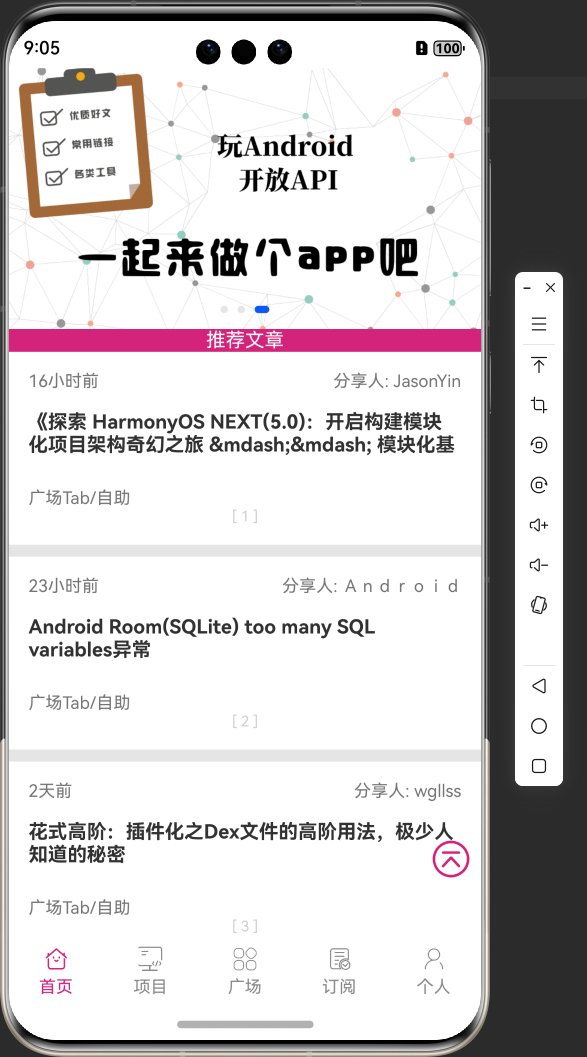 9:05
100
优质好文
常用链接
各类工具
玩Android
开放API
一起来做个app吧
推荐文章
16小时前
分享人: JasonYin
《探索 HarmonyOS NEXT(5.0)：开启构建模块
化项目架构奇幻之旅 &mdash;&mdash; 模块化基
广场Tab/自助
[ 1 ]
23小时前
分享人: Ａｎｄｒｏｉｄ
Android Room(SQLite) too many SQL
variables异常
广场Tab/自助
[ 2 ]
2天前
分享人: wgllss
花式高阶：插件化之Dex文件的高阶用法，极少人
知道的秘密
广场Tab/自助
[ 3 ]
首页
项目
广场
订阅
个人